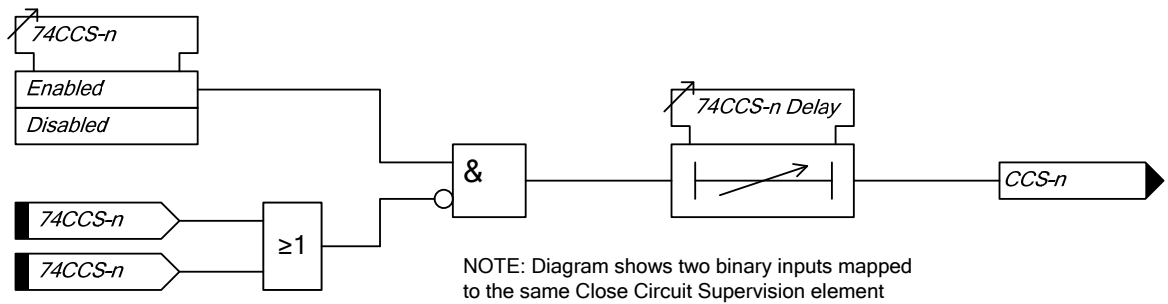 74CCS-n
Enabled
Disabled
74CCS-n Delay
&
CCS-n
74CCS-n
≥1
74CCS-n
NOTE: Diagram shows two binary inputs mapped
to the same Close Circuit Supervision element